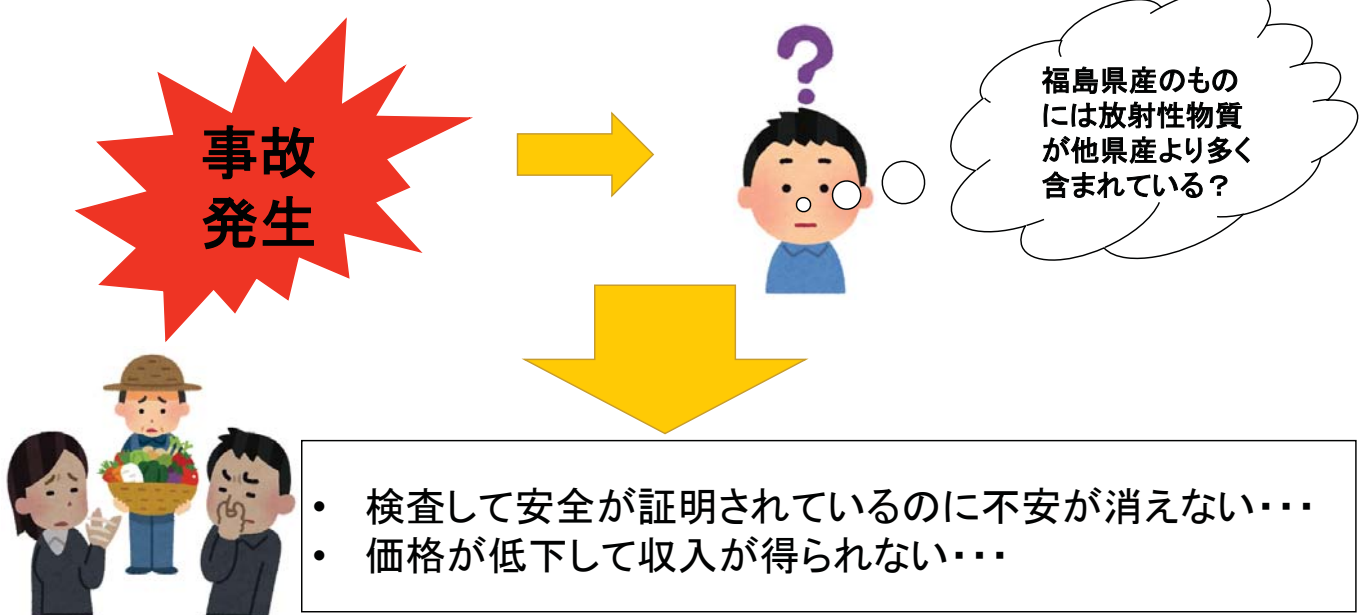 事故
発生
?
福島県産のもの
には放射性物質
が他県産より多く
含まれている？
• 検査して安全が証明されているのに不安が消えない･･･
• 価格が低下して収入が得られない･･･